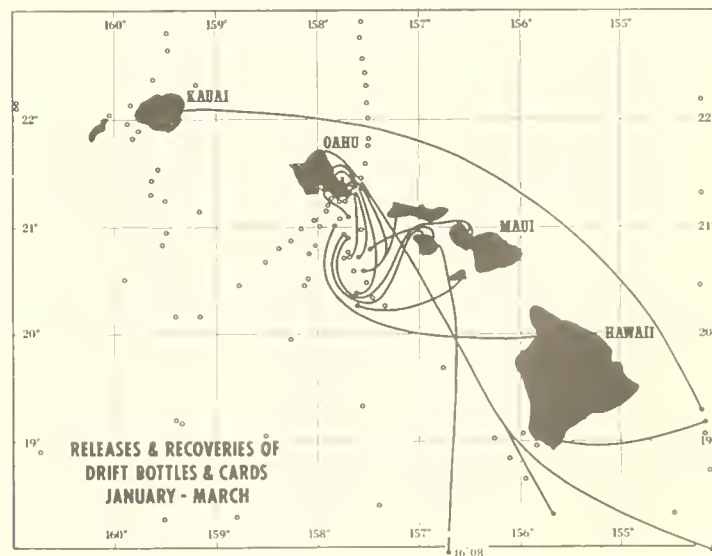 160° 159° 158° 157° 156° 155°
KAUAI
22° 22
OAHU
21° 21°
MAUI
20° 20
HAWAII
19° 19
RELEASES & RECOVERIES OF
DRIFT BOTTLES & CARDS
JANUARY - MARCH
160° 159° 158° 157° 156° 155°
16°08